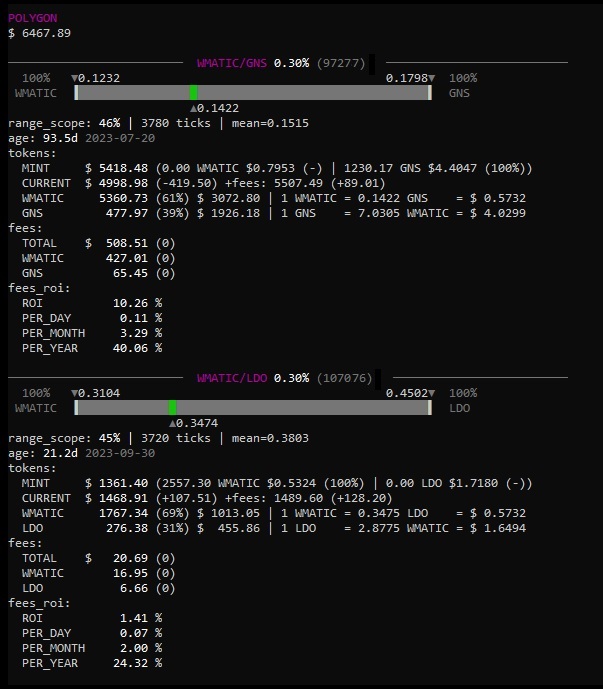 POLYGON
$ 6467.89
WMATIC/GNS 0.30% (97277)
100% ▼0.1232 0.1798▼ 100%
WMATIC GNS
▲0.1422
range_scope: 46% | 3780 ticks | mean=0.1515
age: 93.5d 2023-07-20
tokens:
MINT $ 5418.48 (0.00 WMATIC $0.7953 (-) | 1230.17 GNS $4.4047 (100%))
CURRENT $ 4998.98 (-419.50) +fees: 5507.49 (+89.01)
WMATIC 5360.73 (61%) $ 3072.80 | 1 WMATIC = 0.1422 GNS = $ 0.5732
GNS 477.97 (39%) $ 1926.18 | 1 GNS = 7.0305 WMATIC = $ 4.0299
fees:
TOTAL $ 508.51 (0)
WMATIC 427.01 (0)
GNS 65.45 (0)
fees_roi:
ROI 10.26 %
PER_DAY 0.11 %
PER_MONTH 3.29 %
PER_YEAR 40.06 %
WMATIC/LDO 0.30% (107076)
100% ▼0.3104 0.4502▼ 100%
WMATIC LDO
▲0.3474
range_scope: 45% | 3720 ticks | mean=0.3803
age: 21.2d 2023-09-30
tokens:
MINT $ 1361.40 (2557.30 WMATIC $0.5324 (100%) | 0.00 LDO $1.7180 (-))
CURRENT $ 1468.91 (+107.51) +fees: 1489.60 (+128.20)
WMATIC 1767.34 (69%) $ 1013.05 | 1 WMATIC = 0.3475 LDO = $ 0.5732
LDO 276.38 (31%) $ 455.86 | 1 LDO = 2.8775 WMATIC = $ 1.6494
fees:
TOTAL $ 20.69 (0)
WMATIC 16.95 (0)
LDO 6.66 (0)
fees_roi:
ROI 1.41 %
PER_DAY 0.07 %
PER_MONTH 2.00 %
PER_YEAR 24.32 %